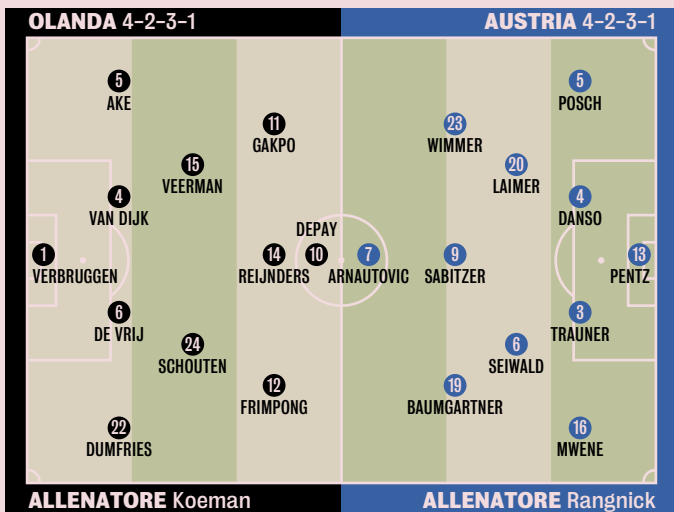 OLANDA 4-2-3-1
AUSTRIA 4-2-3-1
5
AKE
11
GAKPO
15
VEERMAN
4
VAN DIJK
1
VERBRUGGEN
DEPAY
10
14
REIJNDERS
6
DE VRIJ
24
SCHOUTEN
12
FRIMPONG
22
DUMFRIES
5
POSCH
23
WIMMER
20
LAIMER
4
DANSO
7
ARNAUTOVIC
9
SABITZER
13
PENTZ
3
TRAUNER
6
SEIWALD
19
BAUMGARTNER
16
MWENE
ALLENATORE Koeman
ALLENATORE Rangnick